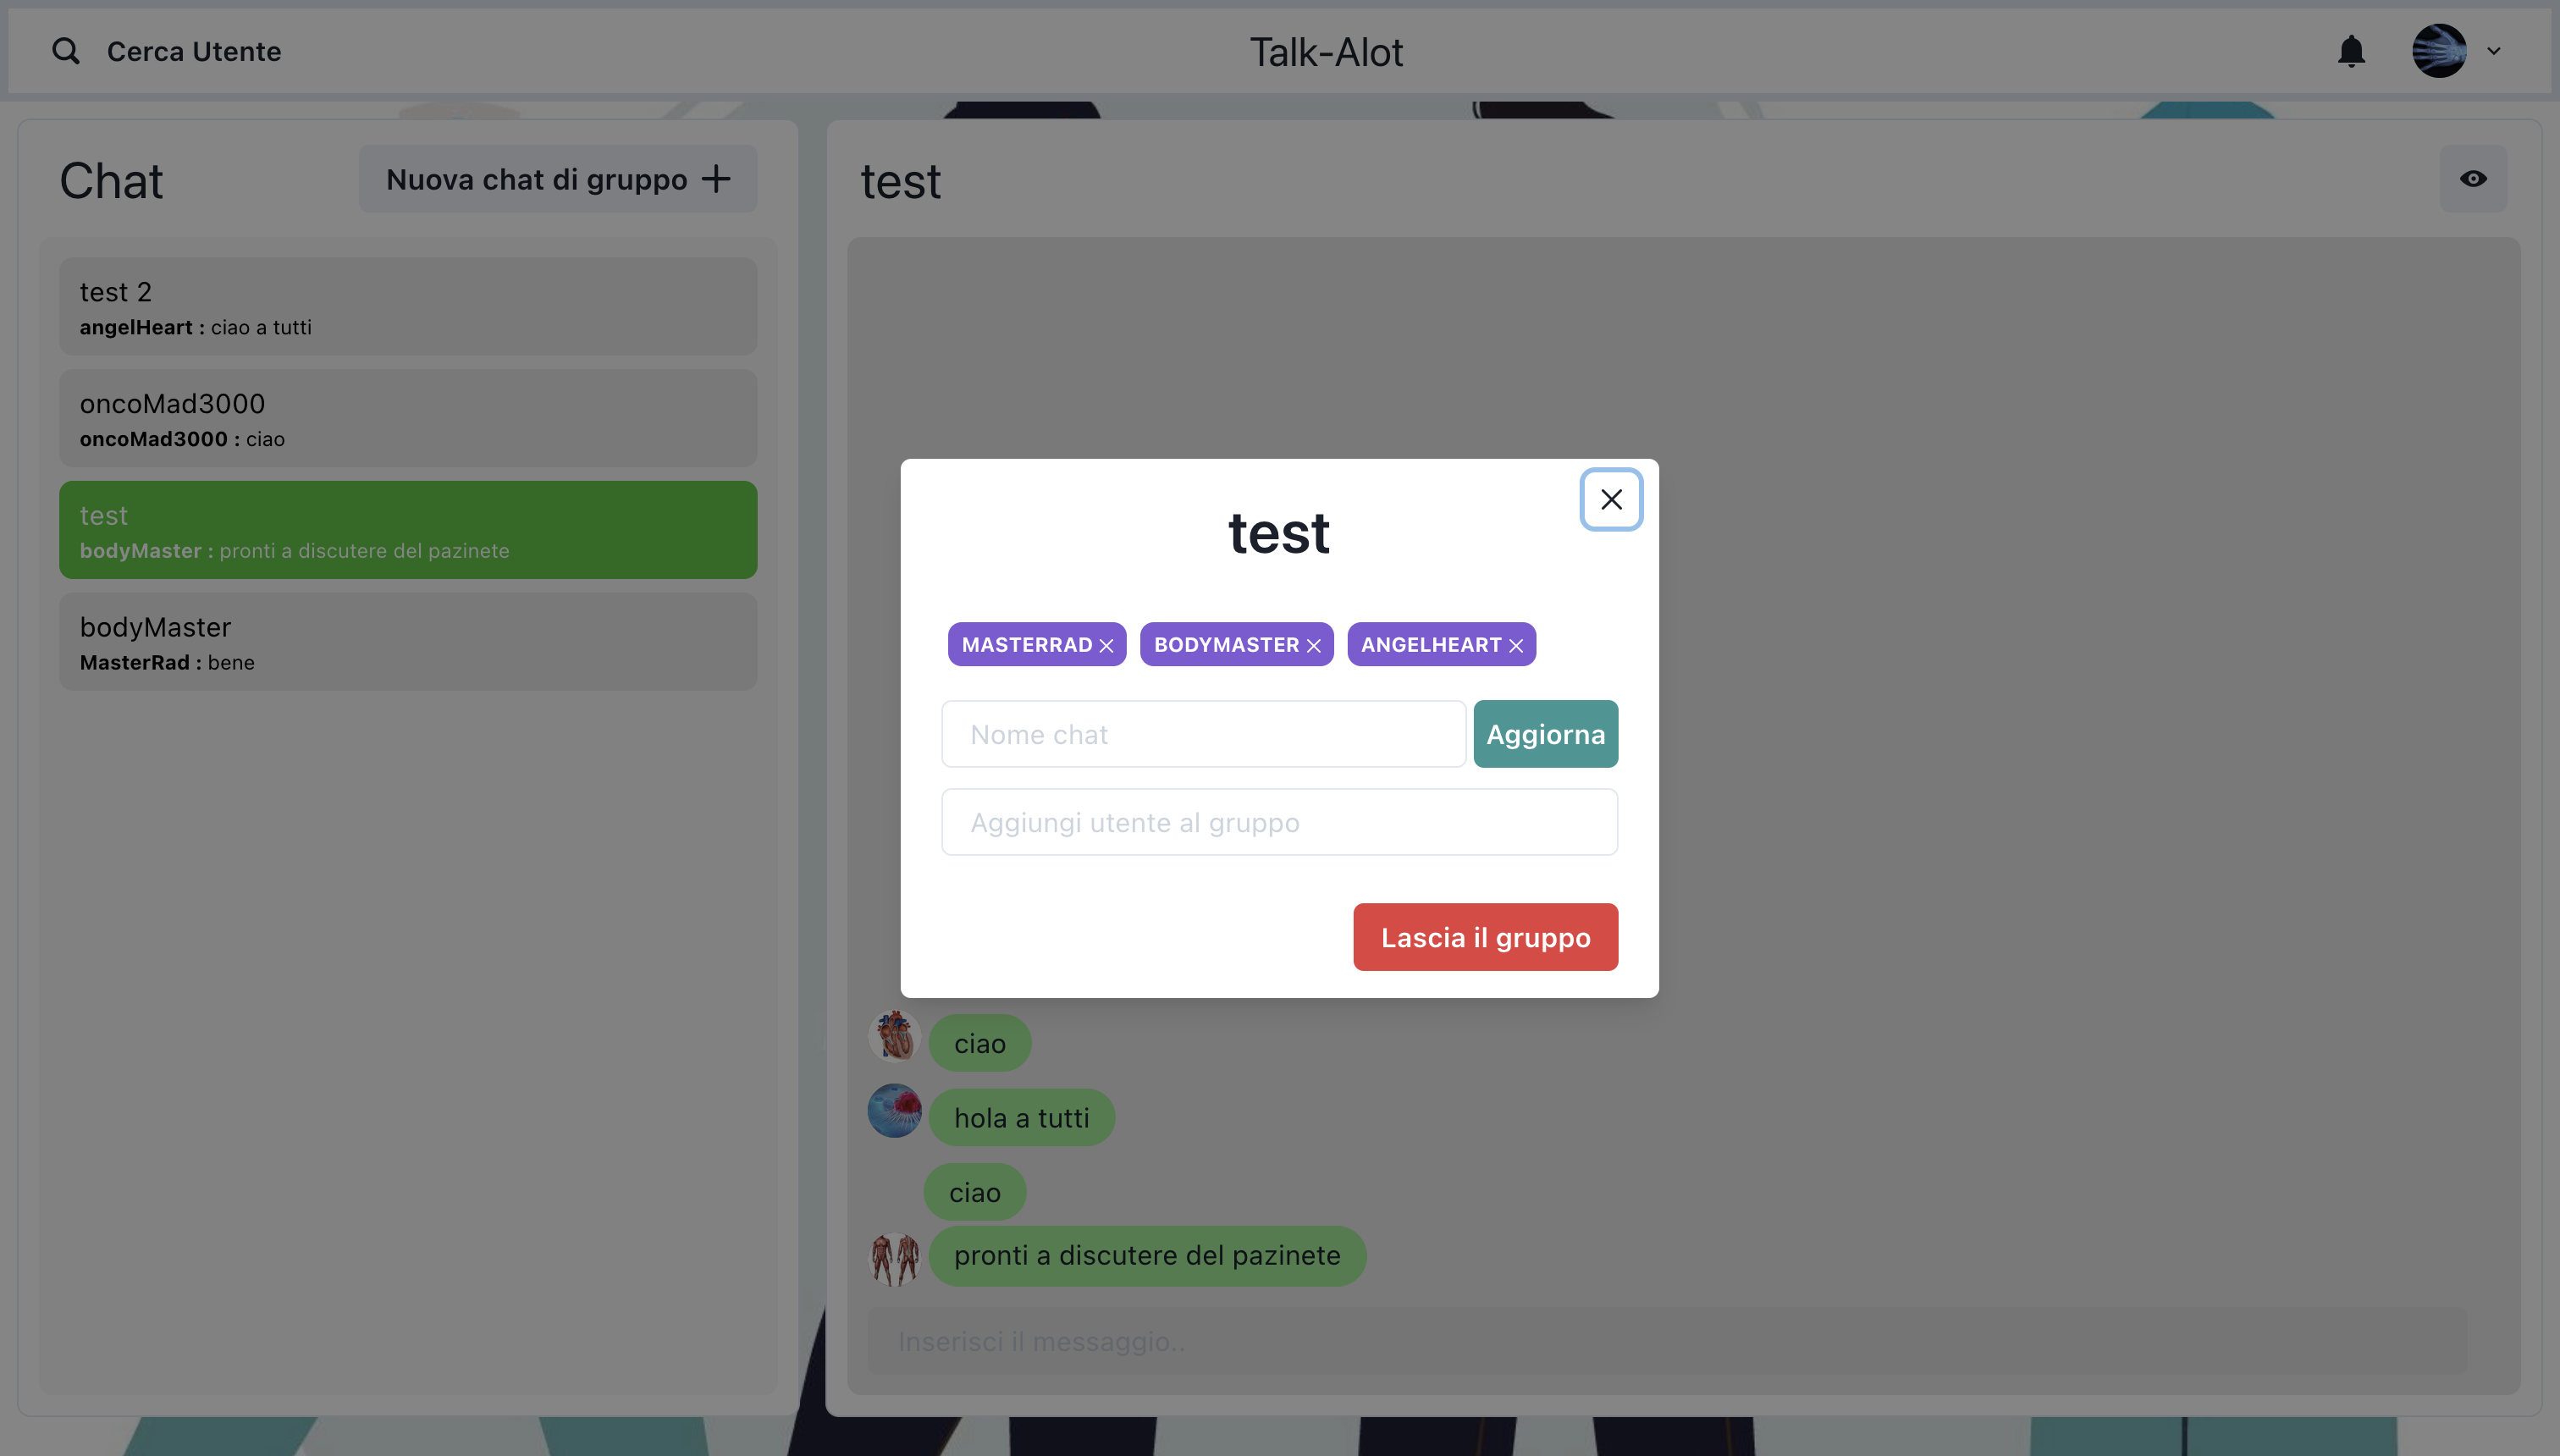 Cerca Utente
Talk-Alot
Chat
Nuova chat di gruppo
test 2
angelHeart : ciao a tutti
oncoMad3000
oncoMad3000 : ciao
test
bodyMaster : pronti a discutere del pazinete
bodyMaster
MasterRad : bene
test
test
MASTERRAD
BODYMASTER
ANGELHEART
Nome chat
Aggiorna
Aggiungi utente al gruppo
Lascia il gruppo
ciao
hola a tutti
ciao
pronti a discutere del pazinete
Inserisci il messaggio..